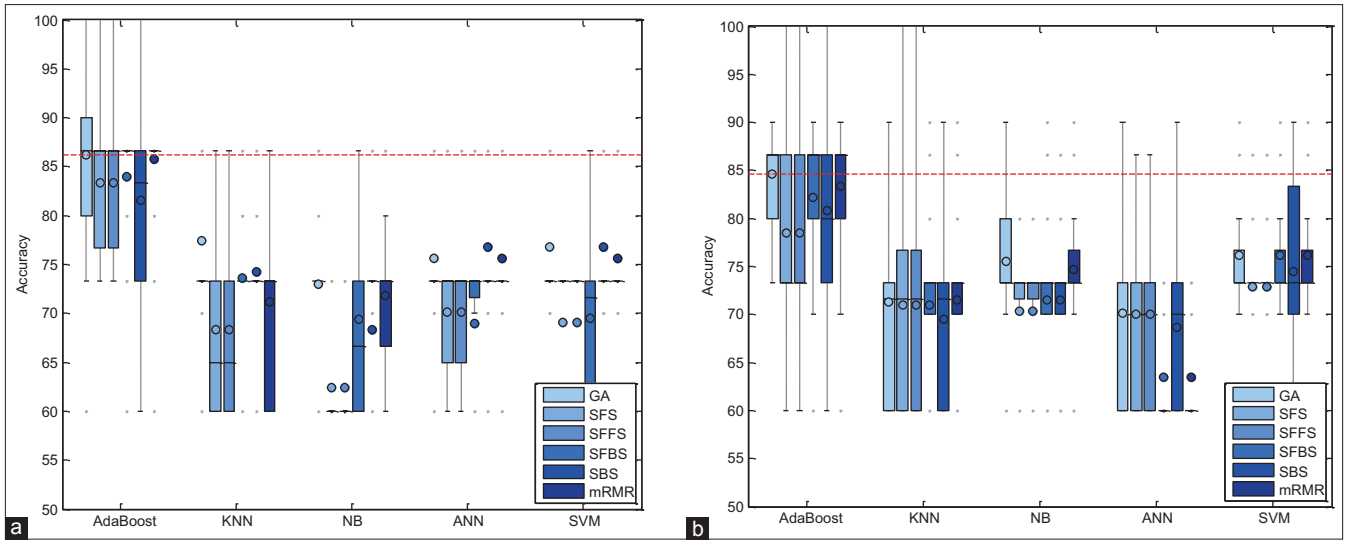 100
95
90
85
80
75
70
65
60
55
50
Accuracy
AdaBoost KNN NB ANN SVM
GA
SFS
SFFS
SFBS
SBS
mRMR
a
100
95
90
85
80
75
70
65
60
55
50
Accuracy
AdaBoost KNN NB ANN SVM
GA
SFS
SFFS
SFBS
SBS
mRMR
b